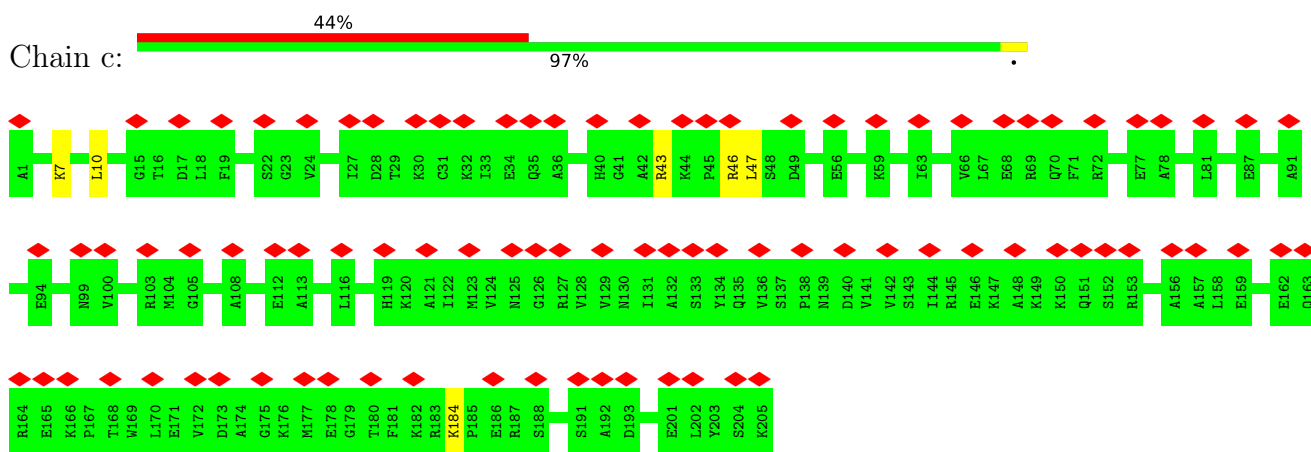 44%
Chain c:
97%
•
A1 K7 L10 G15 T16 D17 L18 F19 S22 G23 V24 I27 D28 T29 K30 C31 K32 I33 E34 Q35 A36 H40 G41 A42 R43 K44 P45 R46 L47 S48 D49 E56 K59 I63 V66 L67 E68 R69 Q70 F71 R72 E77 A78 L81 E87 A91
E94 N99 V100 R103 M104 G105 A108 E112 A113 L116 H119 K120 A121 I122 M123 V124 N125 G126 R127 V128 V129 N130 I131 A132 S133 Y134 Q135 V136 S137 P138 N139 D140 V141 V142 S143 I144 R145 E146 K147 A148 K149 K150 Q151 S152 R153 A156 A157 L158 E159 E162 Q163
R164 E165 K166 P167 T168 W169 L170 E171 V172 D173 A174 G175 K176 M177 E178 G179 T180 F181 K182 R183 K184 P185 E186 R187 S188 S191 A192 D193 E201 L202 Y203 S204 K205